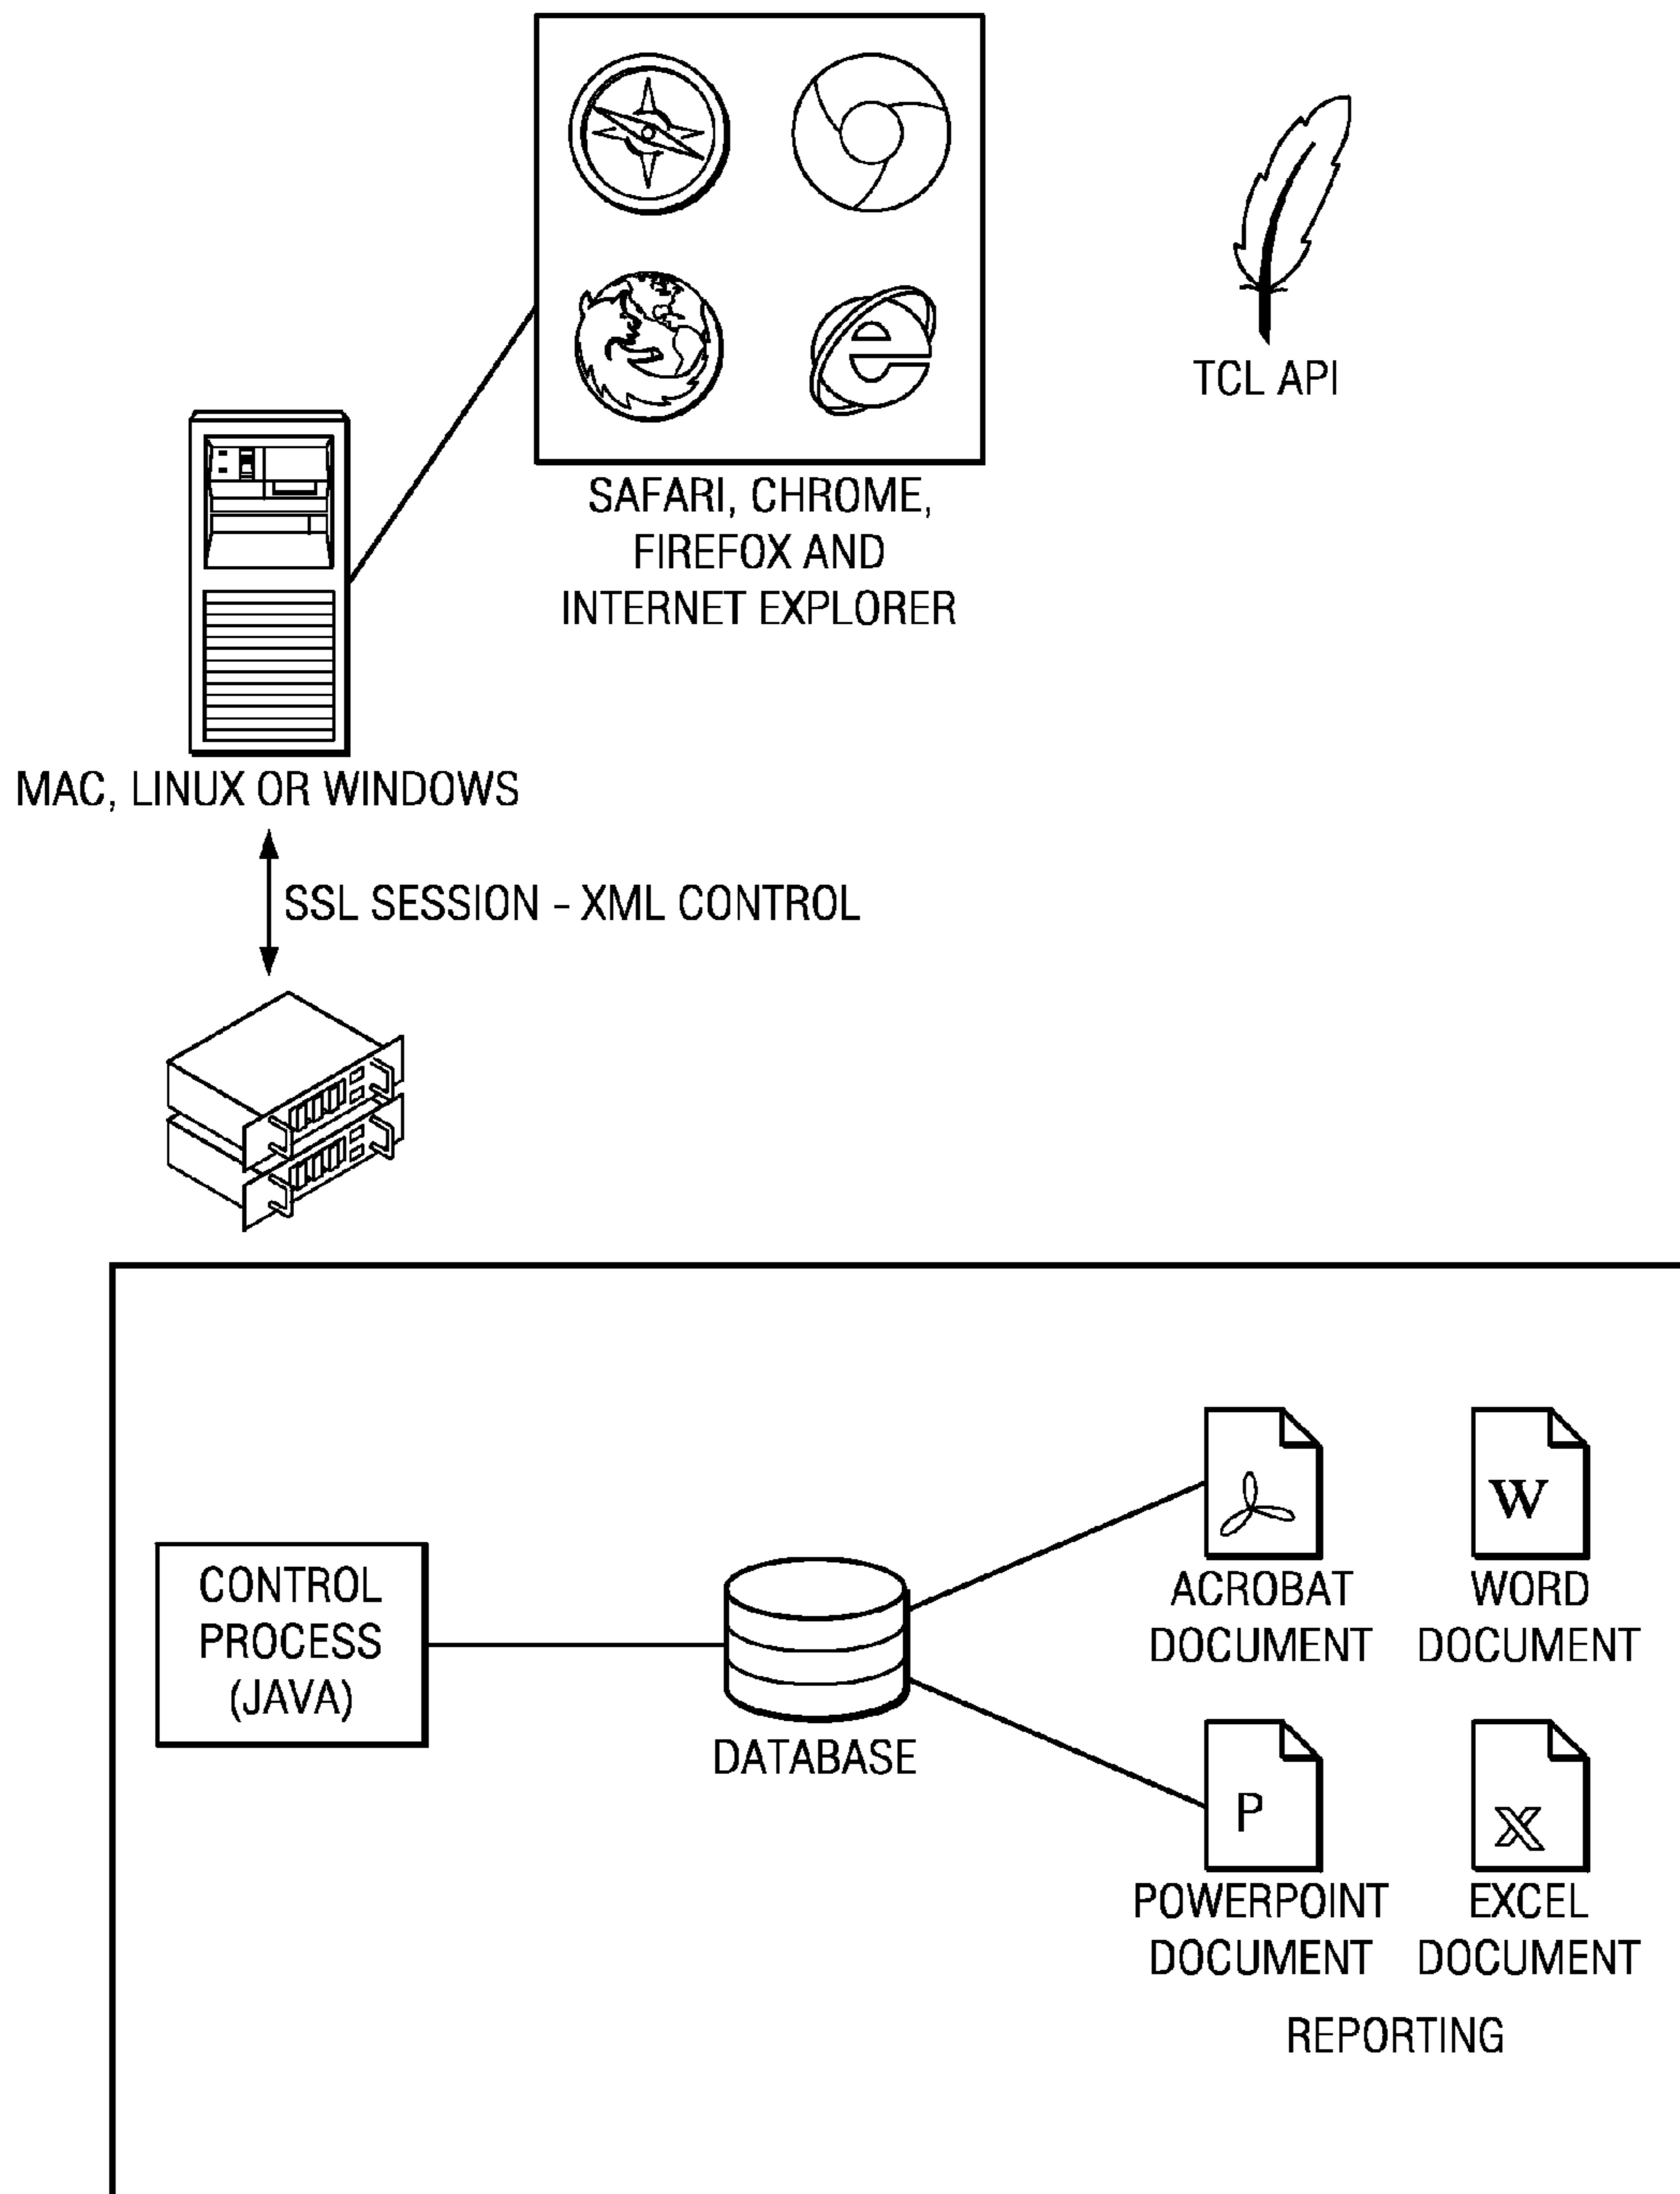 TCL API
SAFARI, CHROME,
FIREFOX AND
INTERNET EXPLORER
MAC, LINUX OR WINDOWS
SSL SESSION – XML CONTROL
CONTROL
PROCESS
(JAVA)
DATABASE
W
ACROBAT
DOCUMENT
WORD
DOCUMENT
P
X
POWERPOINT
DOCUMENT
EXCEL
DOCUMENT
REPORTING